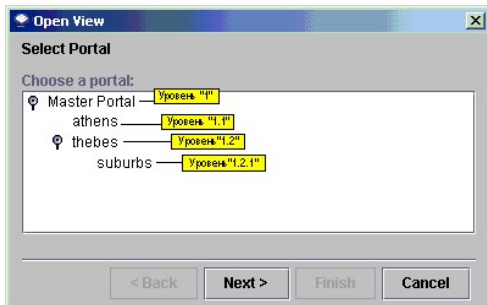 Open View
Select Portal
Choose a portal:
Master Portal Уровень "1"
athens Уровень "1.1"
thebes Уровень"1.2"
suburbs Уровень"1.2.1"
< Back Next > Finish Cancel